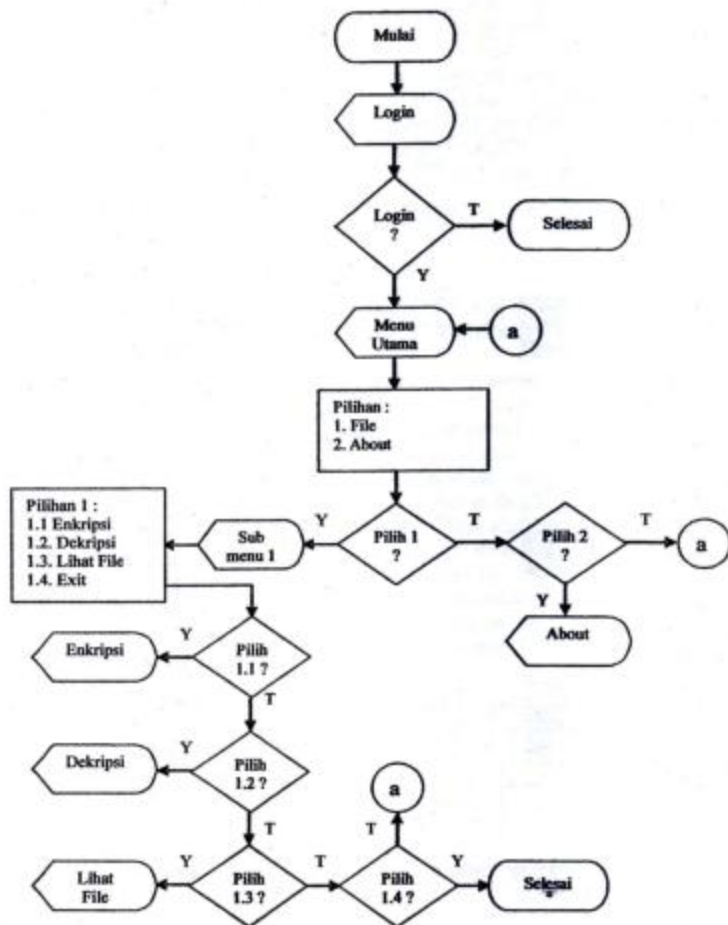 Mulai
Login
Login
?
T
Selesai
Y
Menu
Utama
a
Pilihan :
1. File
2. About
Pilihan 1 :
1.1 Enkripsi
1.2. Dekripsi
1.3. Lihat File
1.4. Exit
Sub
menu 1
Y
Pilih 1
?
T
Pilih 2
?
T
a
Y
About
Enkripsi
Y
Pilih
1.1 ?
T
Dekripsi
Y
Pilih
1.2 ?
T
a
T
Lihat
File
Y
Pilih
1.3 ?
T
Pilih
1.4 ?
Y
Selesai